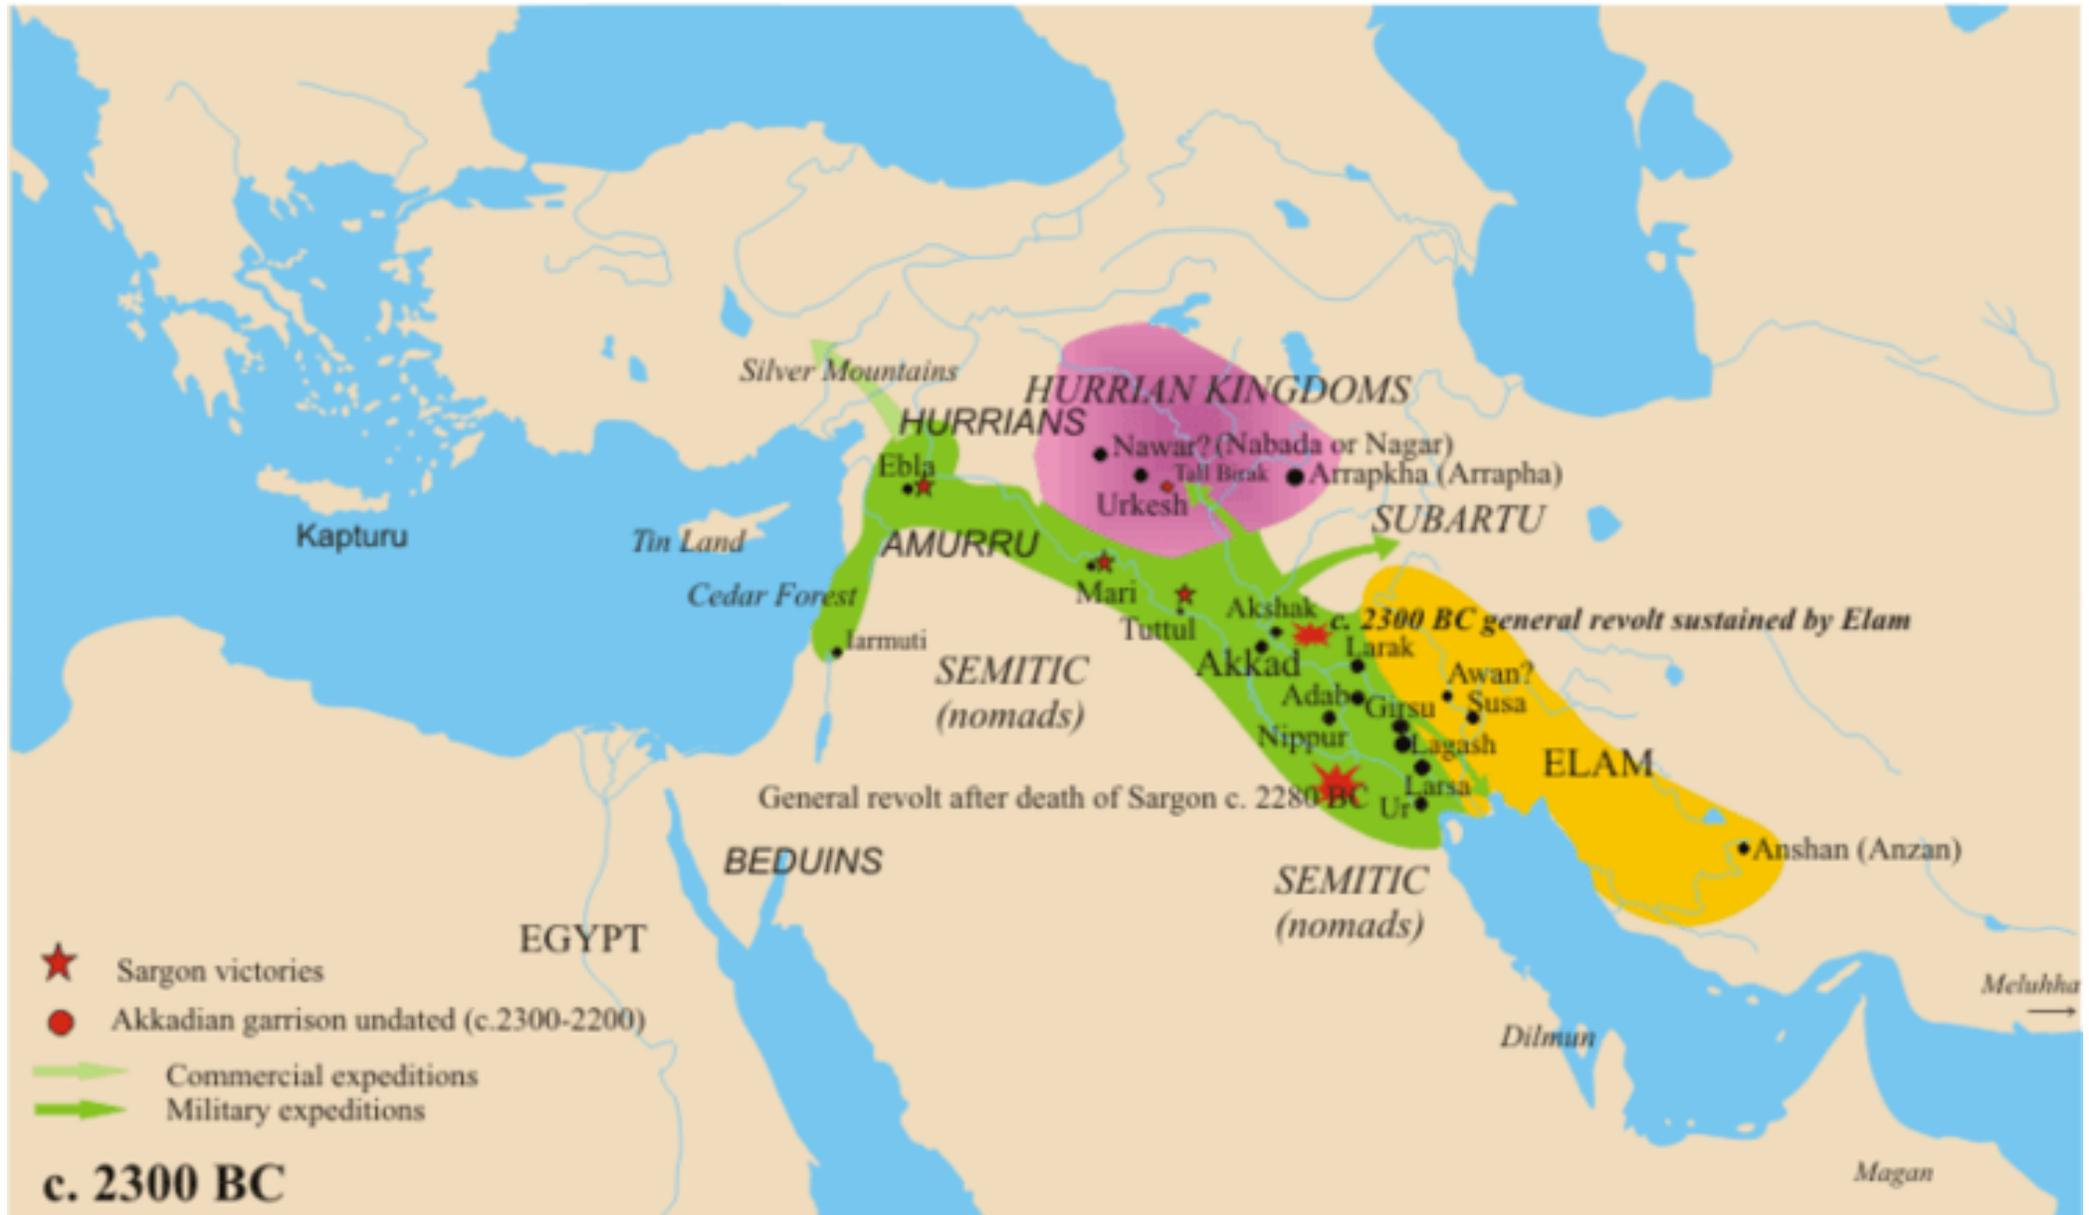 Silver Mountains
HURRIAN KINGDOMS
HURRIANS
Nawar? (Nabada or Nagar)
Ebla
Tall Birak
Arrapkha (Arrapha)
Urkesh
SUBARTU
Kapturu
Tin Land
AMURRU
Cedar Forest
Mari
Akshak
c. 2300 BC general revolt sustained by Elam
Tuttul
Iarmuti
Larak
Akkad
SEMITIC
(nomads)
Awan?
Adab
Girsu
Susa
Nippur
Lagash
ELAM
General revolt after death of Sargon c. 2280 BC
Larsa
Ur
BEDUINS
Anshan (Anzan)
SEMITIC
(nomads)
EGYPT
Sargon victories
Meluhha
Akkadian garrison undated (c.2300-2200)
Dilmun
Commercial expeditions
Military expeditions
c. 2300 BC
Magan